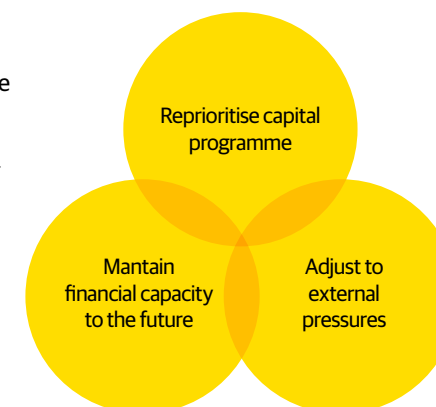 e
Reprioritise capital
programme
Mantain
financial capacity
to the future
Adjust to
external
pressures